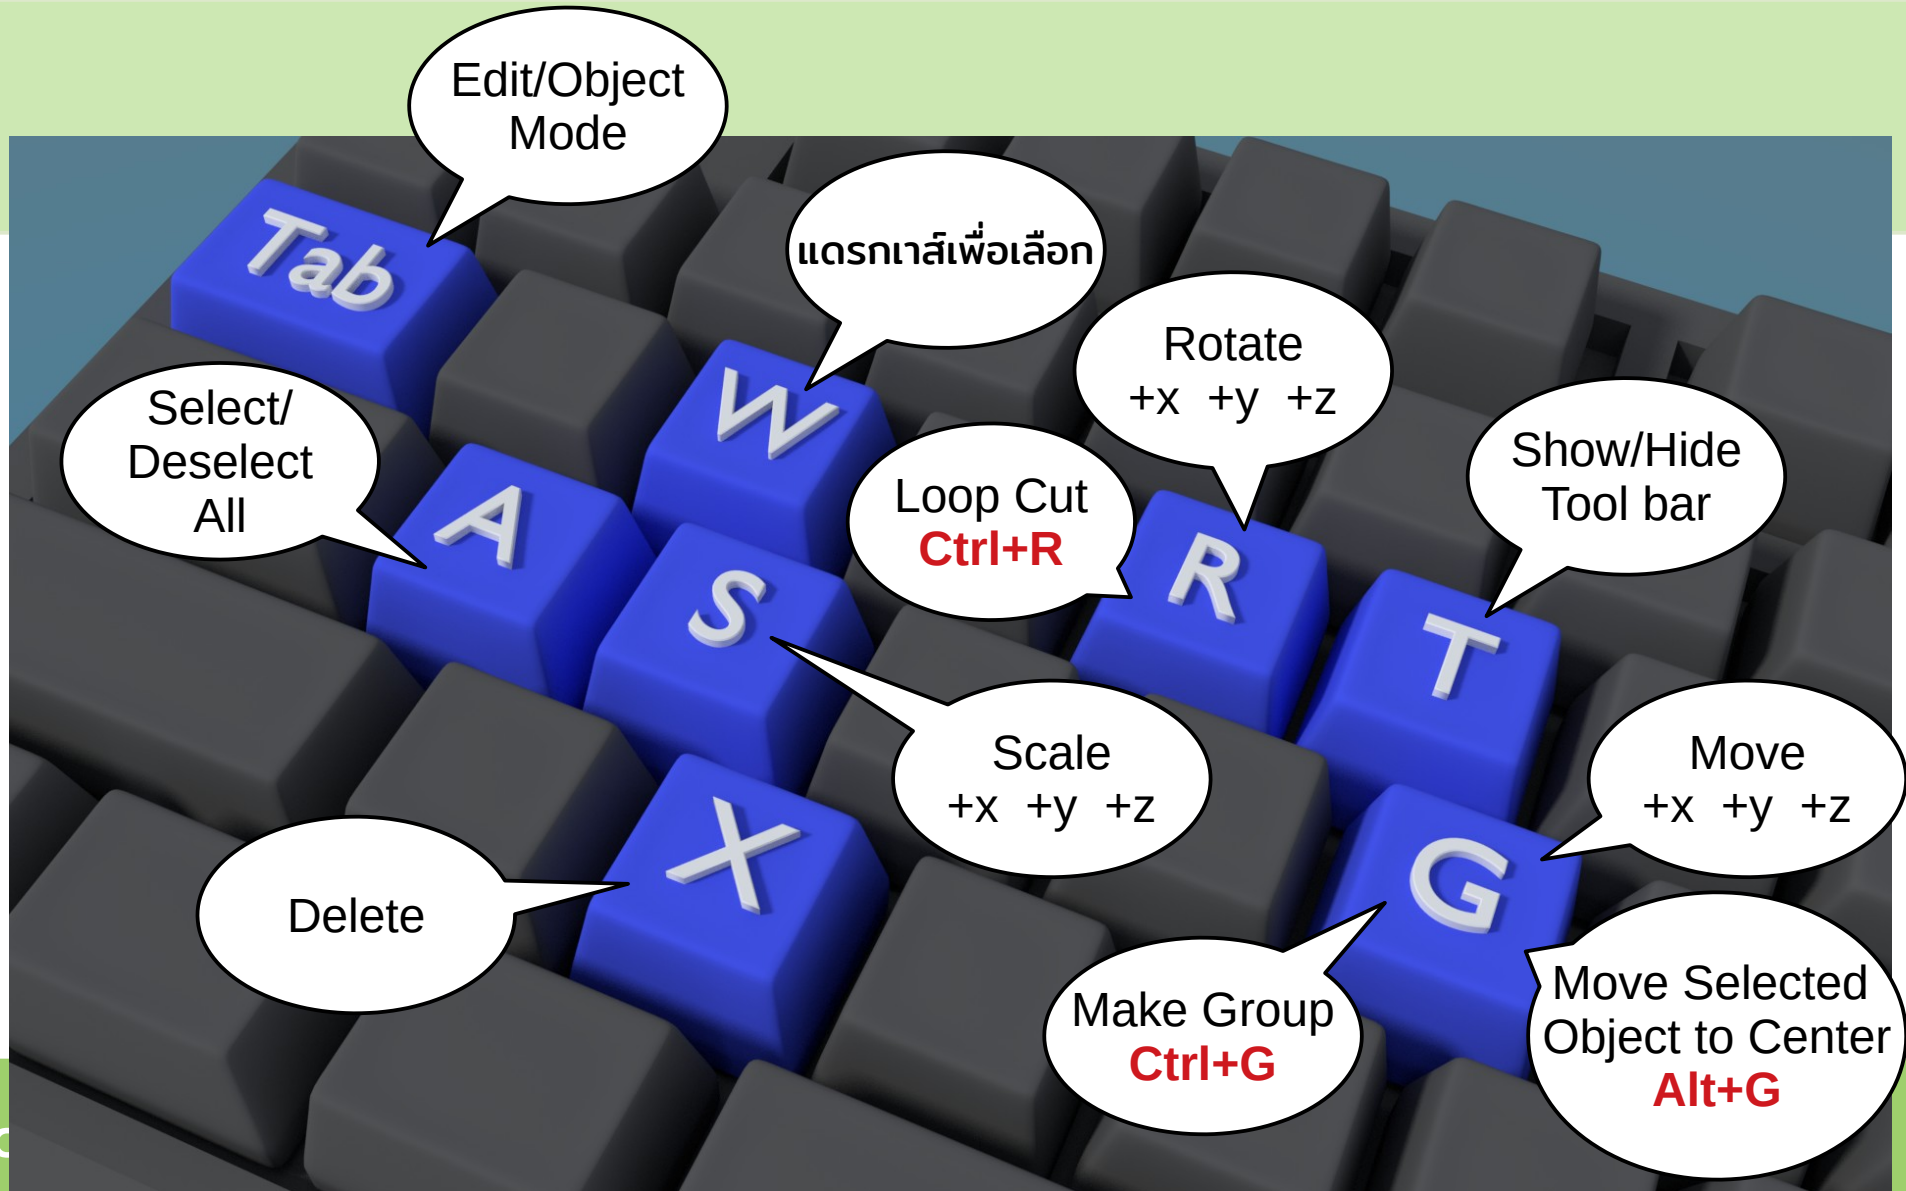 Edit/Object
Mode
Tab
แดรกเาส์เพื่อเลือก
W
Rotate
+x +y +z
Select/
Deselect
All
A
Loop Cut
Ctrl+R
R
Show/Hide
Tool bar
T
S
Scale
+x +y +z
Move
+x +y +z
X
Delete
G
Make Group
Ctrl+G
Move Selected
Object to Center
Alt+G